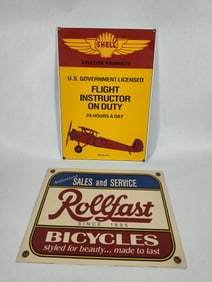 SHELL
AVIATION PRODUCTS
U.S. GOVERNMENT LICENSED
FLIGHT
INSTRUCTOR
ON DUTY
24 HOURS A DAY
Authorized SALES and SERVICE
Rollfast
SINCE 1895
BICYCLES
styled for beauty... made to last